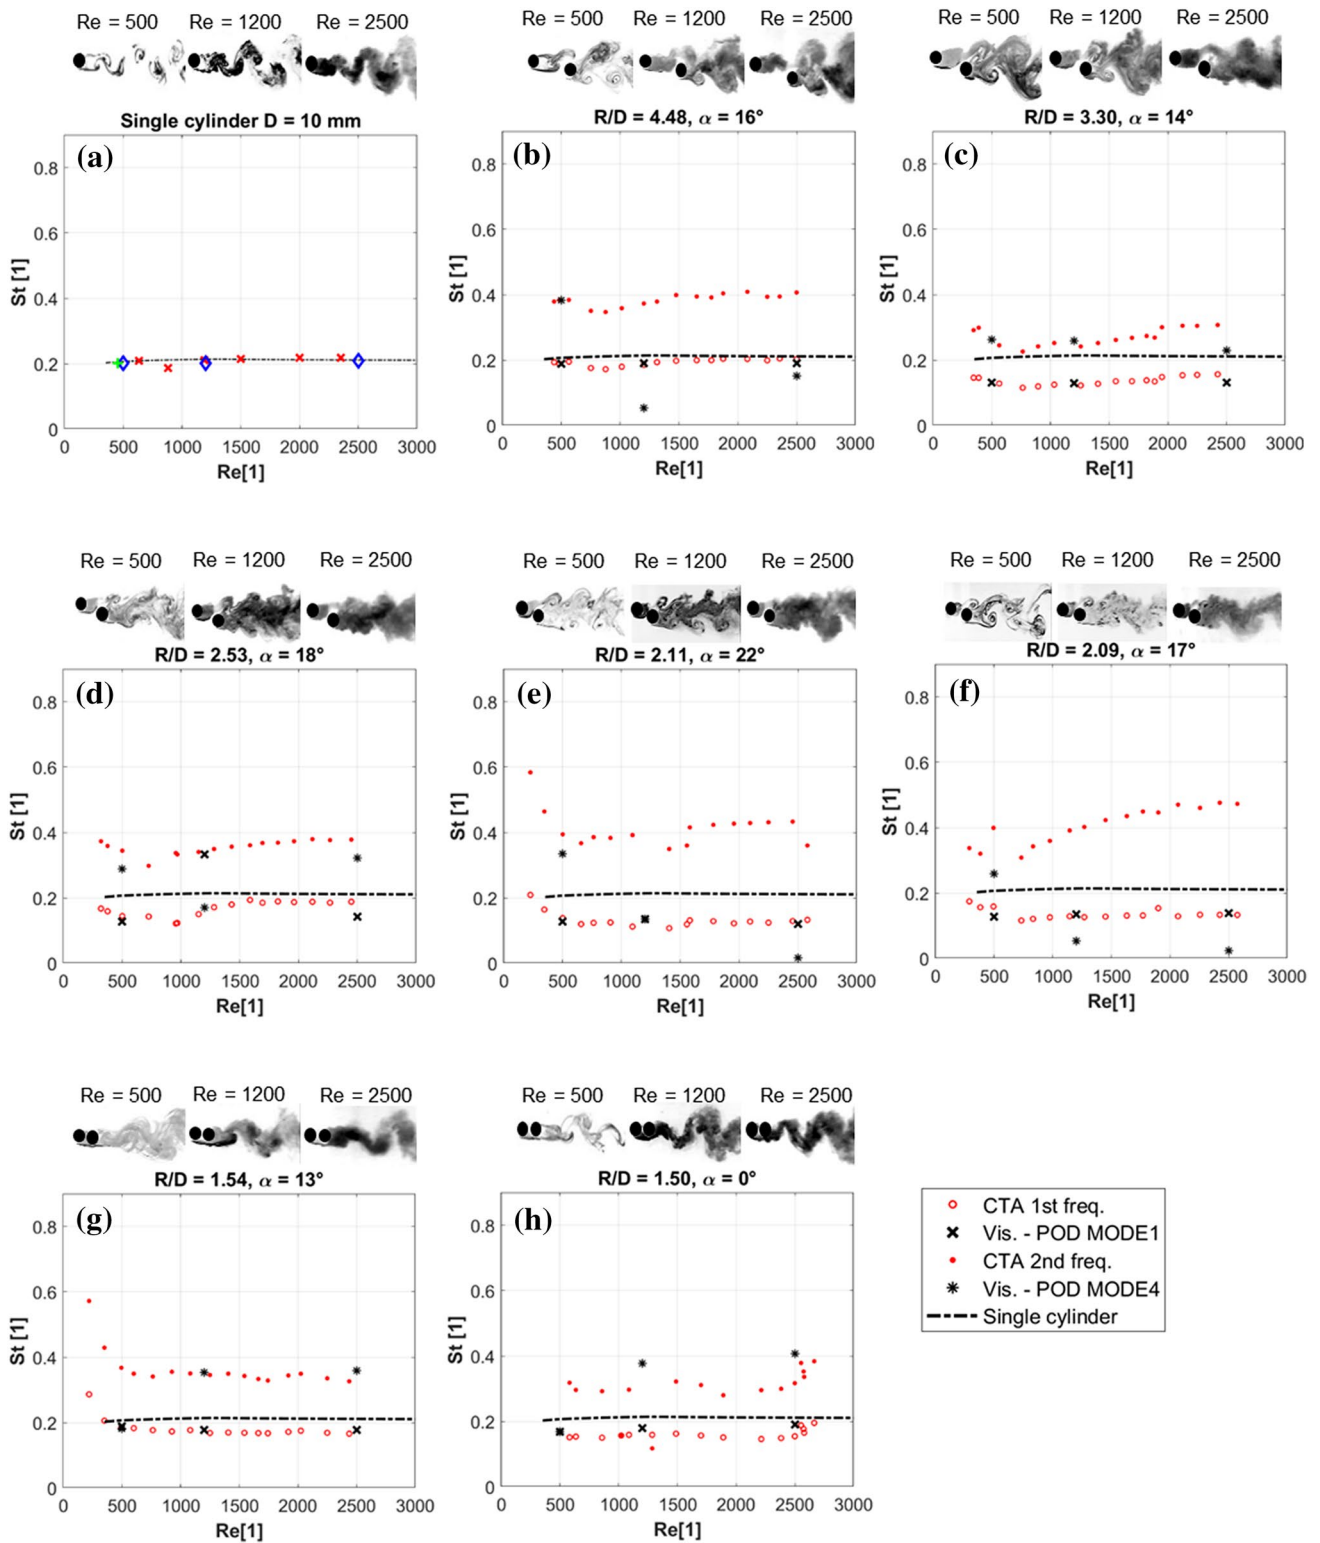 Re = 500 Re = 1200 Re = 2500
Single cylinder D = 10 mm
(a)
St [1]
0.8
0.6
0.4
0.2
0
0 500 1000 1500 2000 2500 3000
Re[1]
Re = 500 Re = 1200 Re = 2500
R/D = 4.48, α = 16°
(b)
St [1]
0.8
0.6
0.4
0.2
0
0 500 1000 1500 2000 2500 3000
Re[1]
Re = 500 Re = 1200 Re = 2500
R/D = 3.30, α = 14°
(c)
St [1]
0.8
0.6
0.4
0.2
0
0 500 1000 1500 2000 2500 3000
Re[1]
Re = 500 Re = 1200 Re = 2500
R/D = 2.53, α = 18°
(d)
St [1]
0.8
0.6
0.4
0.2
0
0 500 1000 1500 2000 2500 3000
Re[1]
Re = 500 Re = 1200 Re = 2500
R/D = 2.11, α = 22°
(e)
St [1]
0.8
0.6
0.4
0.2
0
0 500 1000 1500 2000 2500 3000
Re[1]
Re = 500 Re = 1200 Re = 2500
R/D = 2.09, α = 17°
(f)
St [1]
0.8
0.6
0.4
0.2
0
0 500 1000 1500 2000 2500 3000
Re[1]
Re = 500 Re = 1200 Re = 2500
R/D = 1.54, α = 13°
(g)
St [1]
0.8
0.6
0.4
0.2
0
0 500 1000 1500 2000 2500 3000
Re[1]
Re = 500 Re = 1200 Re = 2500
R/D = 1.50, α = 0°
(h)
St [1]
0.8
0.6
0.4
0.2
0
0 500 1000 1500 2000 2500 3000
Re[1]
CTA 1st freq.
Vis. - POD MODE1
CTA 2nd freq.
Vis. - POD MODE4
Single cylinder